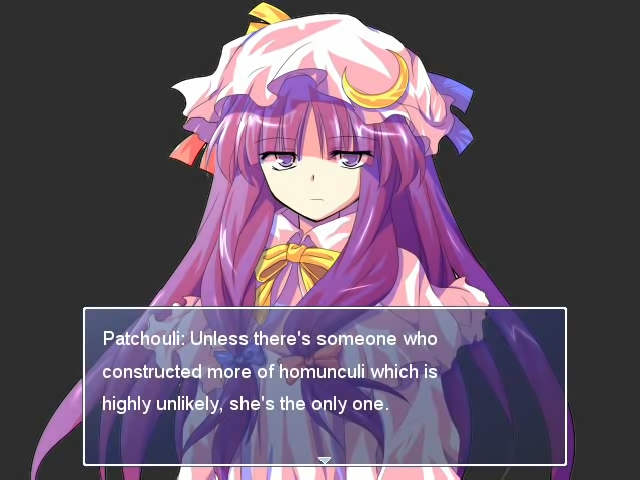 Patchouli: Unless there's someone who
constructed more of homunculi which is
highly unlikely, she's the only one.